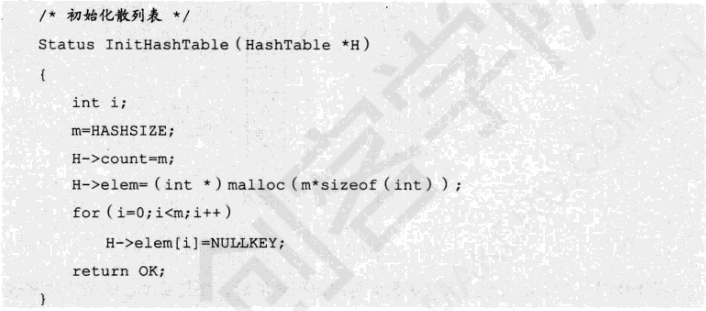 /* 初始化散列表 */
Status InitHashTable(HashTable *H)
{
int i;
m=HASHSIZE;
H->count=m;
H->elem=(int *)malloc(m*sizeof(int));
for(i=0;i<m;i++)
H->elem[i]=NULLKEY;
return OK;
}